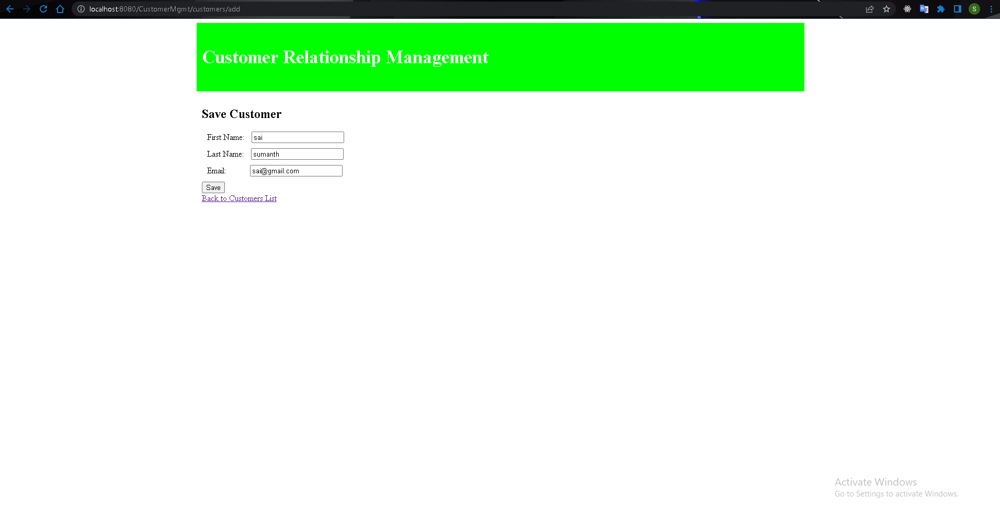 localhost:8080/CustomerMgmt/customers/add
S
Customer Relationship Management
Save Customer
First Name: sai
Last Name: sumanth
Email: sai@gmail.com
Save
Back to Customers List
Activate Windows
Go to Settings to activate Windows.